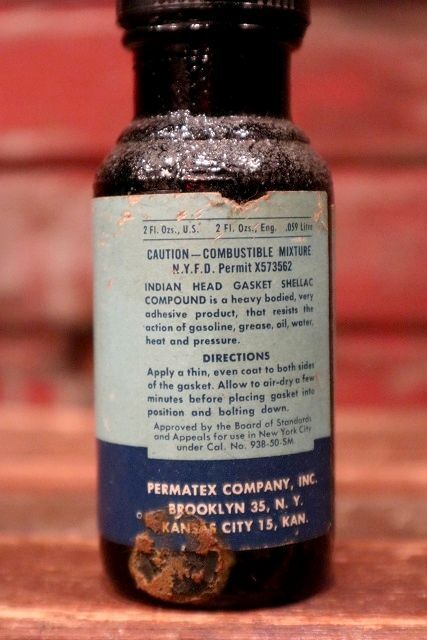 2 Fl. Ozs., U.S. 2 Fl. Ozs., Eng. .059 Litre
CAUTION—COMBUSTIBLE MIXTURE
N.Y.F.D. Permit X573562
INDIAN HEAD GASKET SHELLAC
COMPOUND is a heavy bodied, very
adhesive product, that resists the
action of gasoline, grease, oil, water,
heat and pressure.
DIRECTIONS
Apply a thin, even coat to both sides
of the gasket. Allow to air-dry a few
minutes before placing gasket into
position and bolting down.
Approved by the Board of Standards
and Appeals for use in New York City
under Cal. No. 938-50-SM
PERMATEX COMPANY, INC.
BROOKLYN 35, N. Y.
KANSAS CITY 15, KAN.